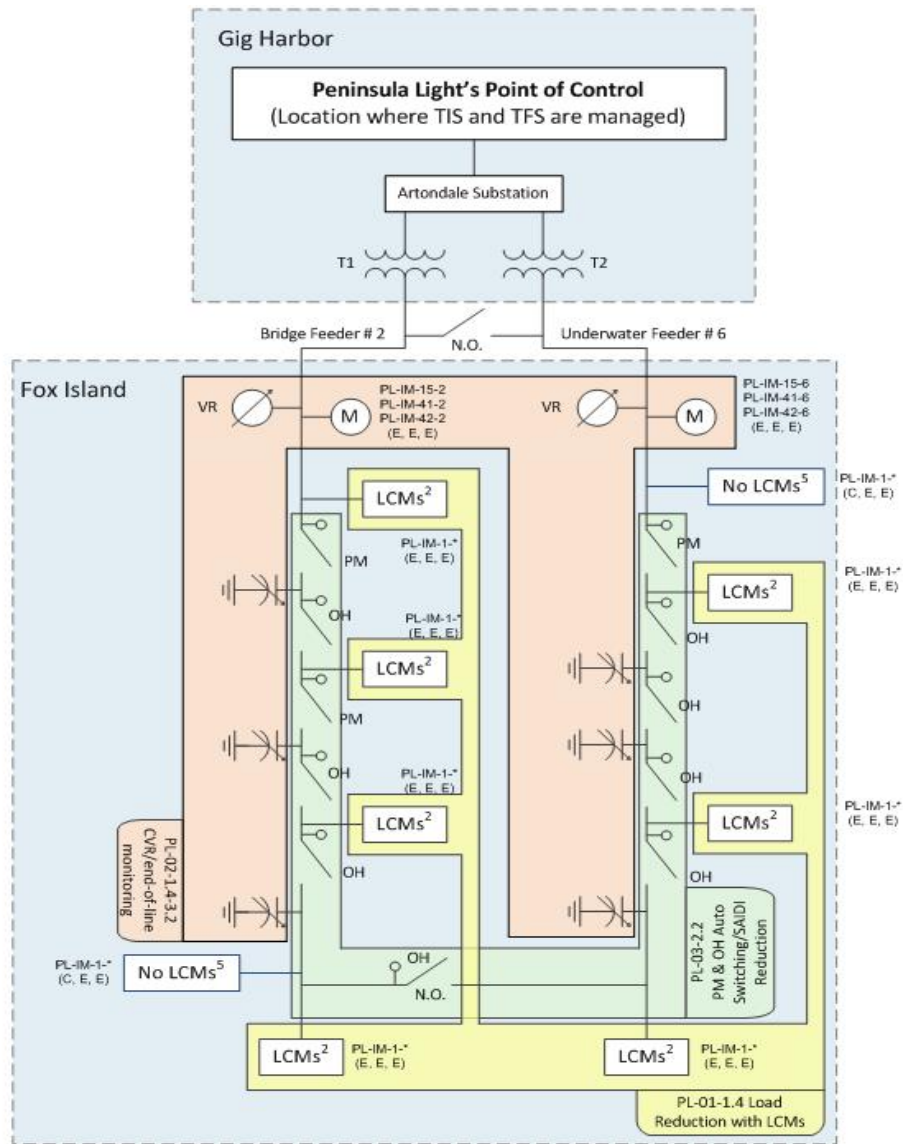 Gig Harbor
Peninsula Light's Point of Control
(Location where TIS and TFS are managed)
Artondale Substation
T1
T2
Bridge Feeder # 2
N.O.
Underwater Feeder # 6
Fox Island
VR
M
PL-IM-15-2
PL-IM-41-2
PL-IM-42-2
(E, E, E)
VR
M
PL-IM-15-6
PL-IM-41-6
PL-IM-42-6
(E, E, E)
LCMs²
No LCMs⁵
PL-IM-1-*
(C, E, E)
PM
PL-IM-1-*
(E, E, E)
PM
PL-IM-1-*
(E, E, E)
LCMs²
OH
PL-IM-1-*
(E, E, E)
OH
LCMs²
PM
OH
OH
PL-IM-1-*
(E, E, E)
OH
LCMs²
PL-IM-1-*
(E, E, E)
LCMs²
OH
OH
PL-02-1.4-3.2
CVR/end-of-line
monitoring
PL-03-2.2
PM & OH Auto
Switching/SAIDI
Reduction
PL-IM-1-*
(C, E, E)
No LCMs⁵
OH
N.O.
LCMs²
PL-IM-1-*
(E, E, E)
LCMs²
PL-IM-1-*
(E, E, E)
PL-01-1.4 Load
Reduction with LCMs